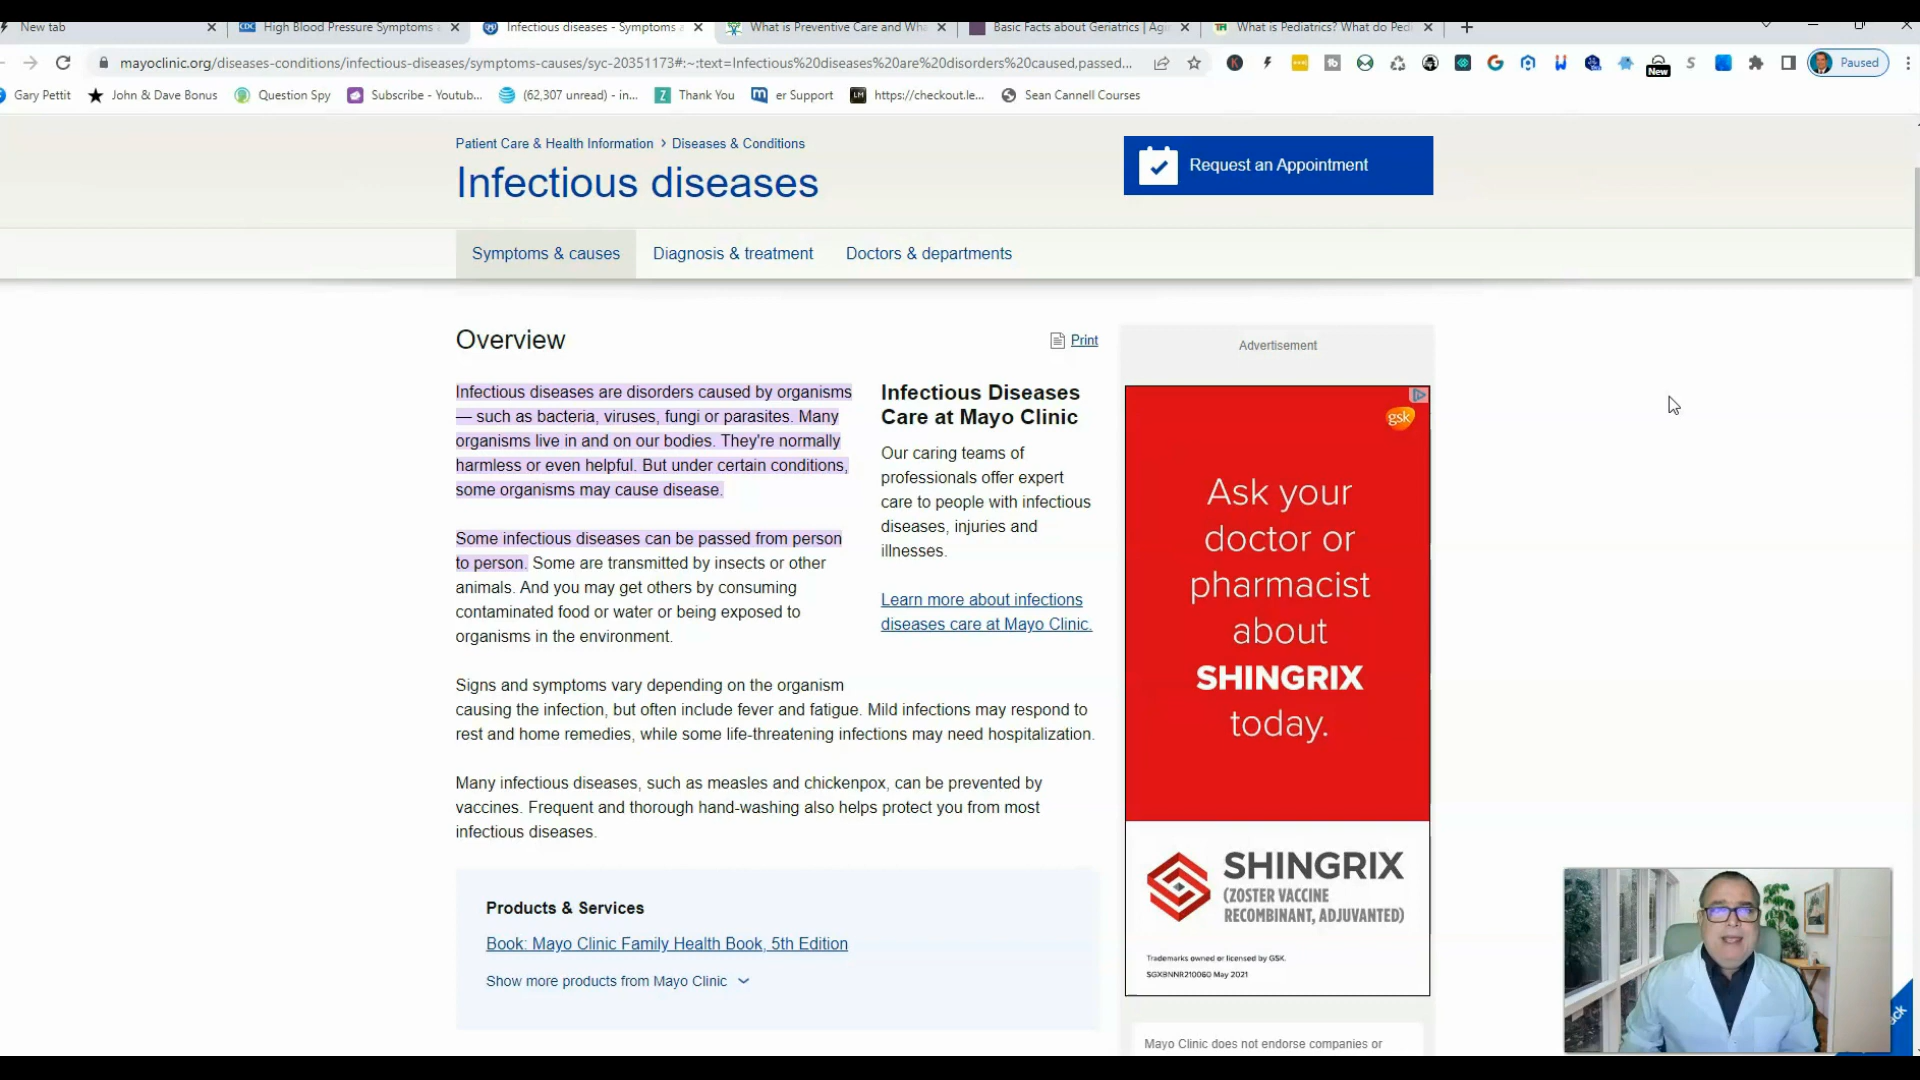 New tab
High Blood Pressure Symptoms
Infectious diseases - Symptoms
What is Preventive Care and Wha
Basic Facts about Geriatrics | Agi
What is Pediatrics? What do Pedi
mayoclinic.org/diseases-conditions/infectious-diseases/symptoms-causes/syc-20351173#:~:text=Infectious%20diseases%20are%20disorders%20caused,passed...
New
Paused
Gary Pettit
John & Dave Bonus
Question Spy
Subscribe - Youtub...
(62,307 unread) - in...
Thank You
er Support
https://checkout.le...
Sean Cannell Courses
Patient Care & Health Information > Diseases & Conditions
Infectious diseases
Request an Appointment
Symptoms & causes
Diagnosis & treatment
Doctors & departments
Overview
Print
Infectious diseases are disorders caused by organisms
— such as bacteria, viruses, fungi or parasites. Many
organisms live in and on our bodies. They're normally
harmless or even helpful. But under certain conditions,
some organisms may cause disease.
Some infectious diseases can be passed from person
to person. Some are transmitted by insects or other
animals. And you may get others by consuming
contaminated food or water or being exposed to
organisms in the environment.
Infectious Diseases
Care at Mayo Clinic
Our caring teams of
professionals offer expert
care to people with infectious
diseases, injuries and
illnesses.
Learn more about infections
diseases care at Mayo Clinic.
Signs and symptoms vary depending on the organism
causing the infection, but often include fever and fatigue. Mild infections may respond to
rest and home remedies, while some life-threatening infections may need hospitalization.
Many infectious diseases, such as measles and chickenpox, can be prevented by
vaccines. Frequent and thorough hand-washing also helps protect you from most
infectious diseases.
Products & Services
Book: Mayo Clinic Family Health Book, 5th Edition
Show more products from Mayo Clinic
Advertisement
gsk
Ask your
doctor or
pharmacist
about
SHINGRIX
today.
SHINGRIX
(ZOSTER VACCINE
RECOMBINANT, ADJUVANTED)
Trademarks owned or licensed by GSK.
SGXBNNR210060 May 2021
Mayo Clinic does not endorse companies or